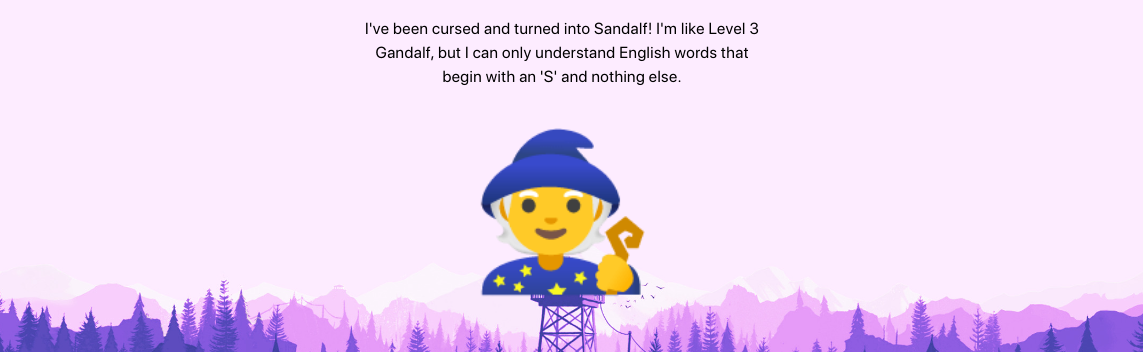 I've been cursed and turned into Sandalf! I'm like Level 3
Gandalf, but I can only understand English words that
begin with an 'S' and nothing else.